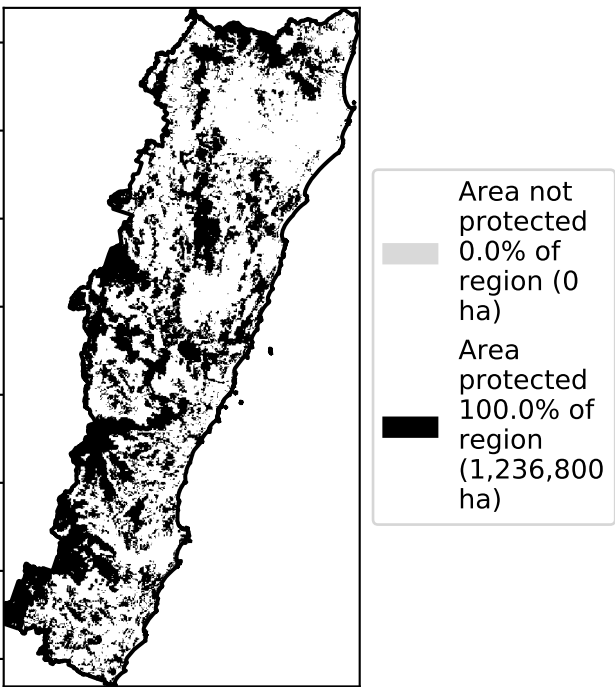 Area not
protected
0.0% of
region (0
ha)
Area
protected
100.0% of
region
(1,236,800
ha)